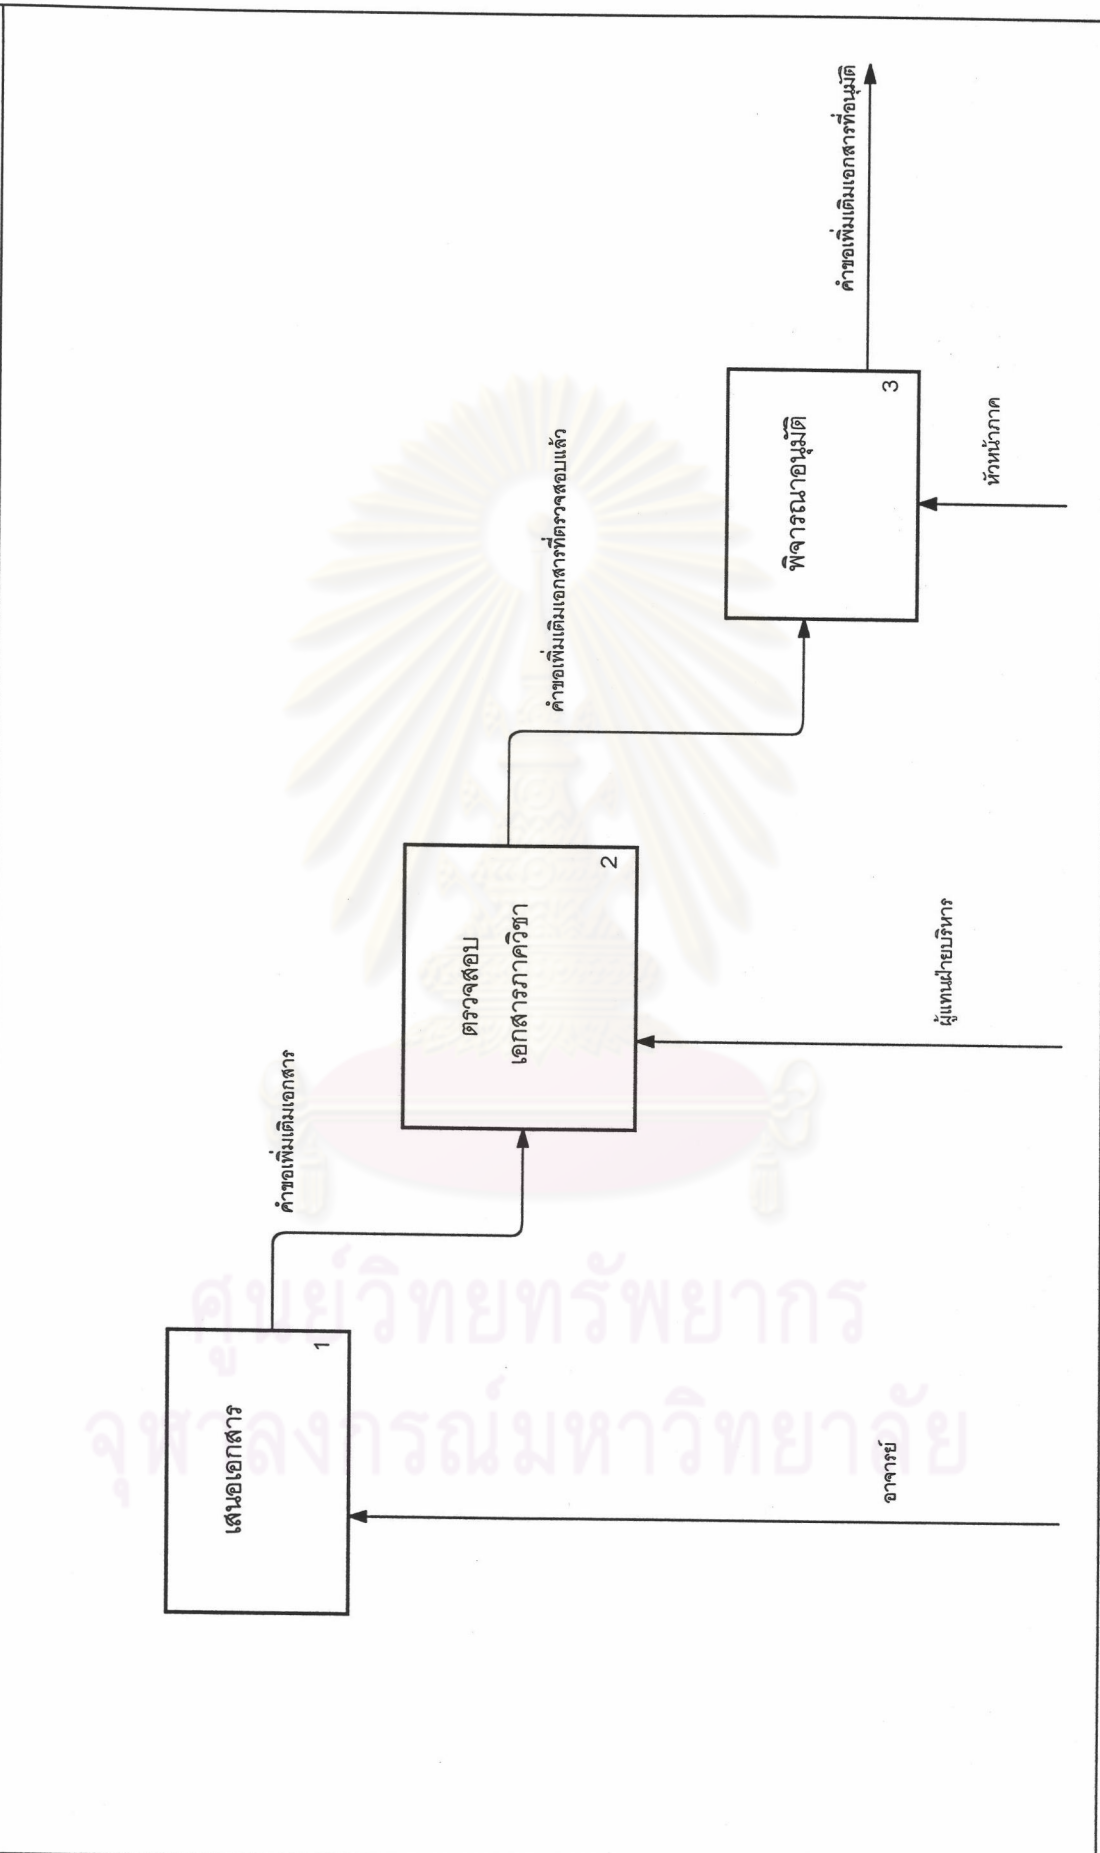 เสนอเอกสาร
1
คำขอเพิ่มเติมเอกสาร
อาจารย์
ตรวจสอบ
เอกสารภาควิชา
2
คำขอเพิ่มเติมเอกสารที่ตรวจสอบแล้ว
ผู้แทนฝ่ายบริหาร
พิจารณาอนุมัติ
3
คำขอเพิ่มเติมเอกสารที่อนุมัติ
หัวหน้าภาค
ศูนย์วิทยทรัพยากร
จุฬาลงกรณ์มหาวิทยาลัย